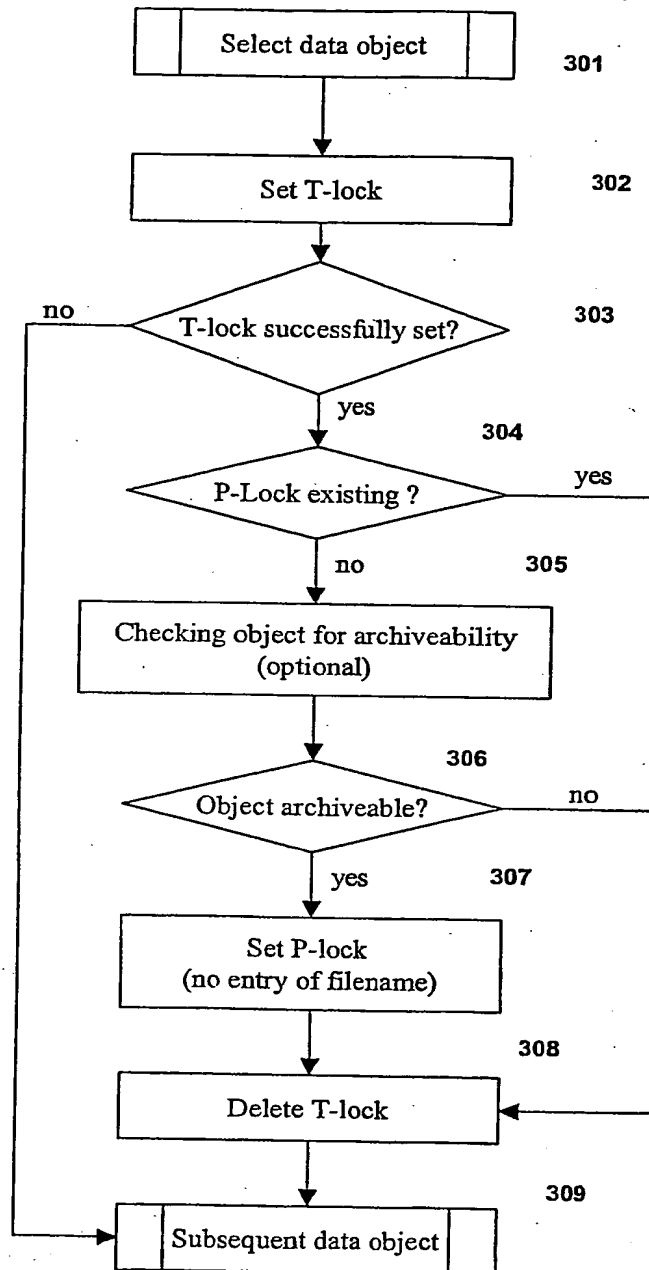 Select data object
301
Set T-lock
302
no
T-lock successfully set?
303
yes
304
P-Lock existing ?
yes
no
305
Checking object for archiveability
(optional)
306
Object archiveable?
no
yes
307
Set P-lock
(no entry of filename)
308
Delete T-lock
309
Subsequent data object